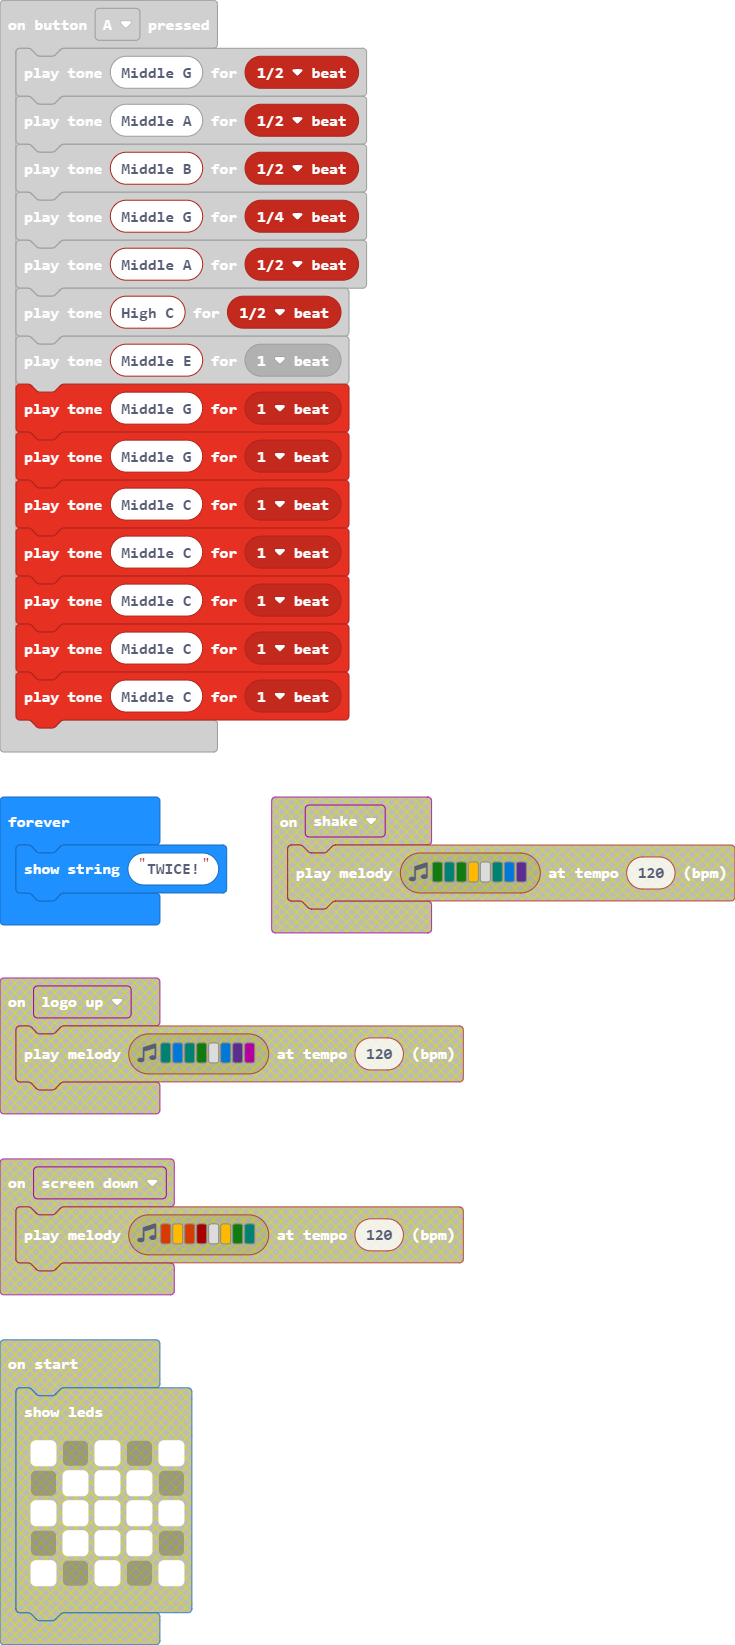 on button A pressed
play tone Middle G for 1/2 beat
play tone Middle A for 1/2 beat
play tone Middle B for 1/2 beat
play tone Middle G for 1/4 beat
play tone Middle A for 1/2 beat
play tone High C for 1/2 beat
play tone Middle E for 1 beat
play tone Middle G for 1 beat
play tone Middle G for 1 beat
play tone Middle C for 1 beat
play tone Middle C for 1 beat
play tone Middle C for 1 beat
play tone Middle C for 1 beat
play tone Middle C for 1 beat
forever
show string "TWICE!"
on shake
play melody at tempo 120 (bpm)
on logo up
play melody at tempo 120 (bpm)
on screen down
play melody at tempo 120 (bpm)
on start
show leds